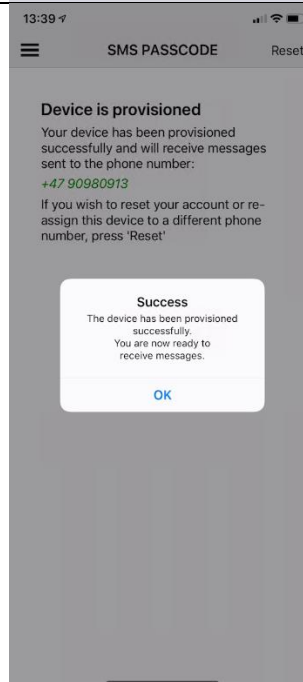 13:39
SMS PASSCODE Reset
Device is provisioned
Your device has been provisioned
successfully and will receive messages
sent to the phone number:
+47 90980913
If you wish to reset your account or re-
assign this device to a different phone
number, press 'Reset'
Success
The device has been provisioned
successfully.
You are now ready to
receive messages.
OK